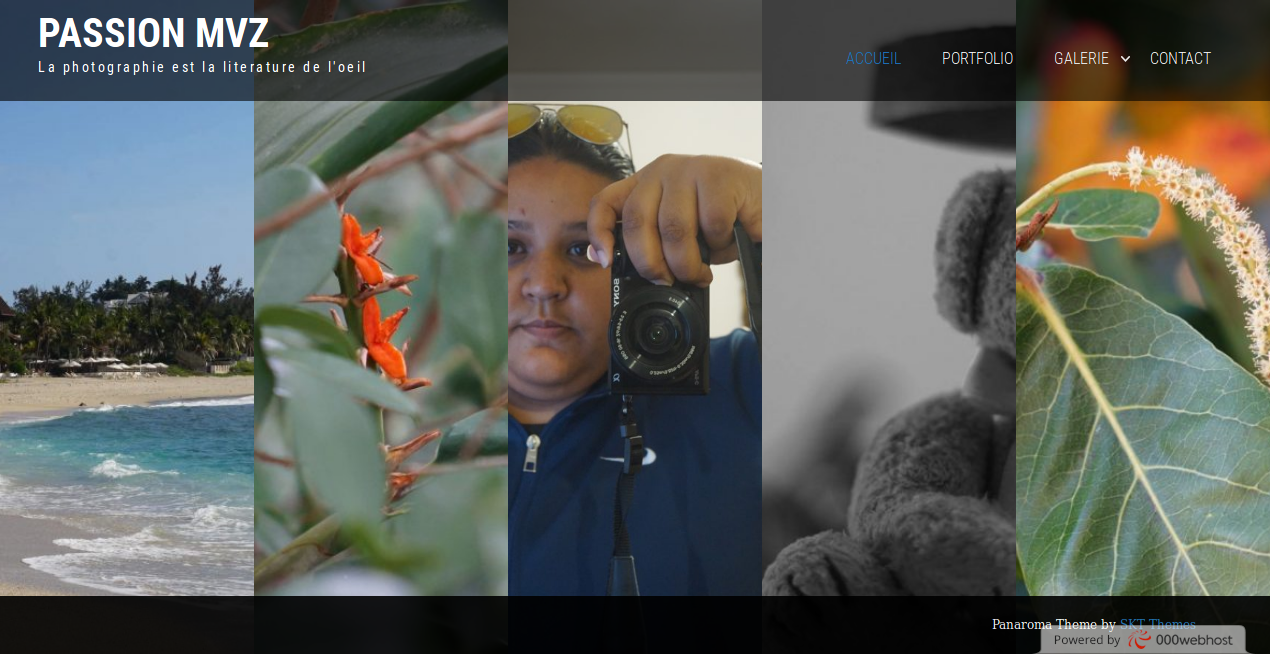 PASSION MVZ
La photographie est la literature de l'oeil
ACCUEIL PORTFOLIO GALERIE CONTACT
SONY
Panaroma Theme by SKT Themes
Powered by 000webhost